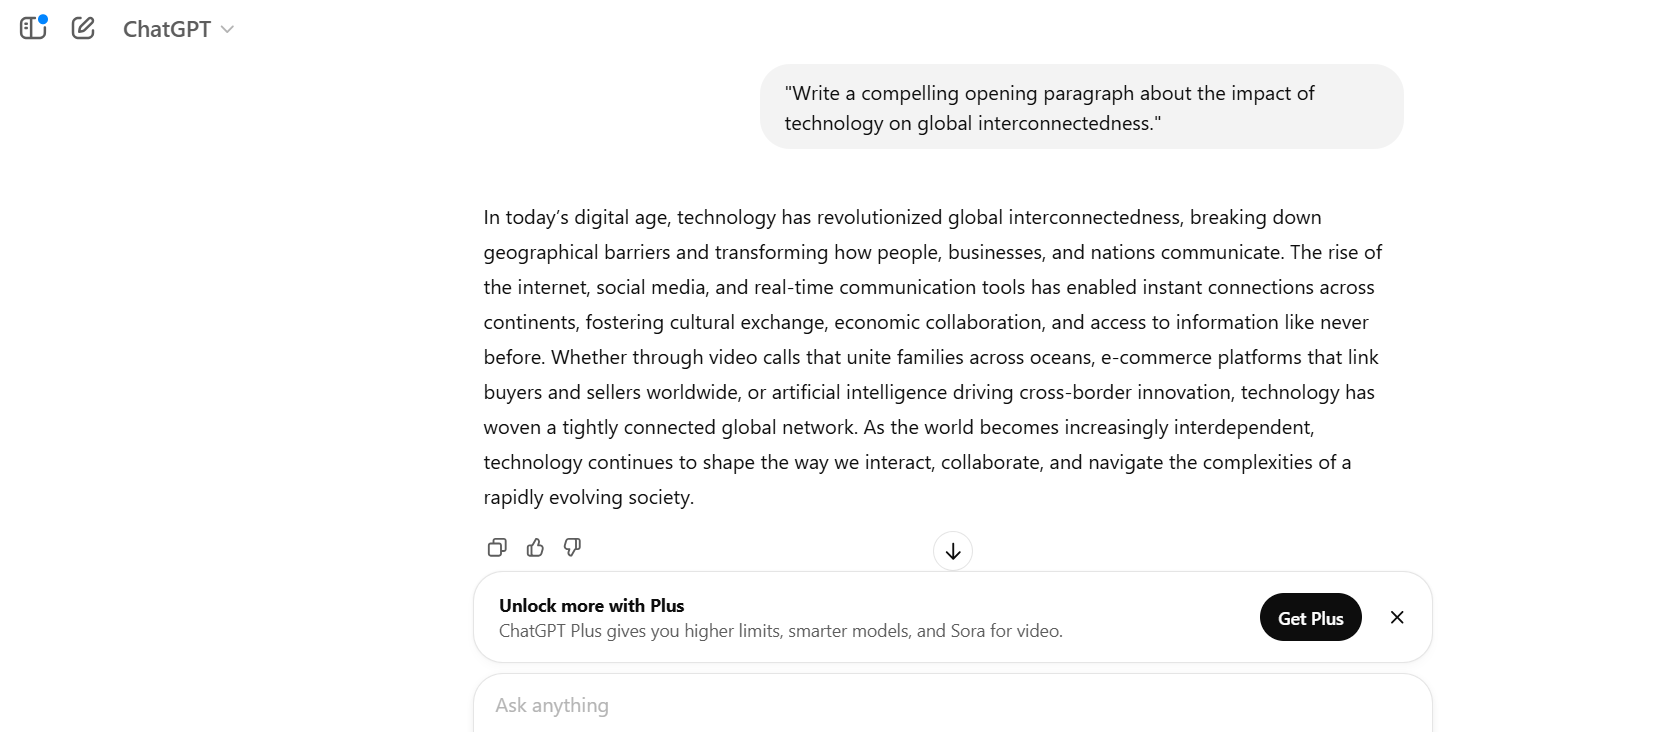 ChatGPT
"Write a compelling opening paragraph about the impact of
technology on global interconnectedness."
In today’s digital age, technology has revolutionized global interconnectedness, breaking down
geographical barriers and transforming how people, businesses, and nations communicate. The rise of
the internet, social media, and real-time communication tools has enabled instant connections across
continents, fostering cultural exchange, economic collaboration, and access to information like never
before. Whether through video calls that unite families across oceans, e-commerce platforms that link
buyers and sellers worldwide, or artificial intelligence driving cross-border innovation, technology has
woven a tightly connected global network. As the world becomes increasingly interdependent,
technology continues to shape the way we interact, collaborate, and navigate the complexities of a
rapidly evolving society.
Unlock more with Plus
ChatGPT Plus gives you higher limits, smarter models, and Sora for video.
Get Plus
Ask anything